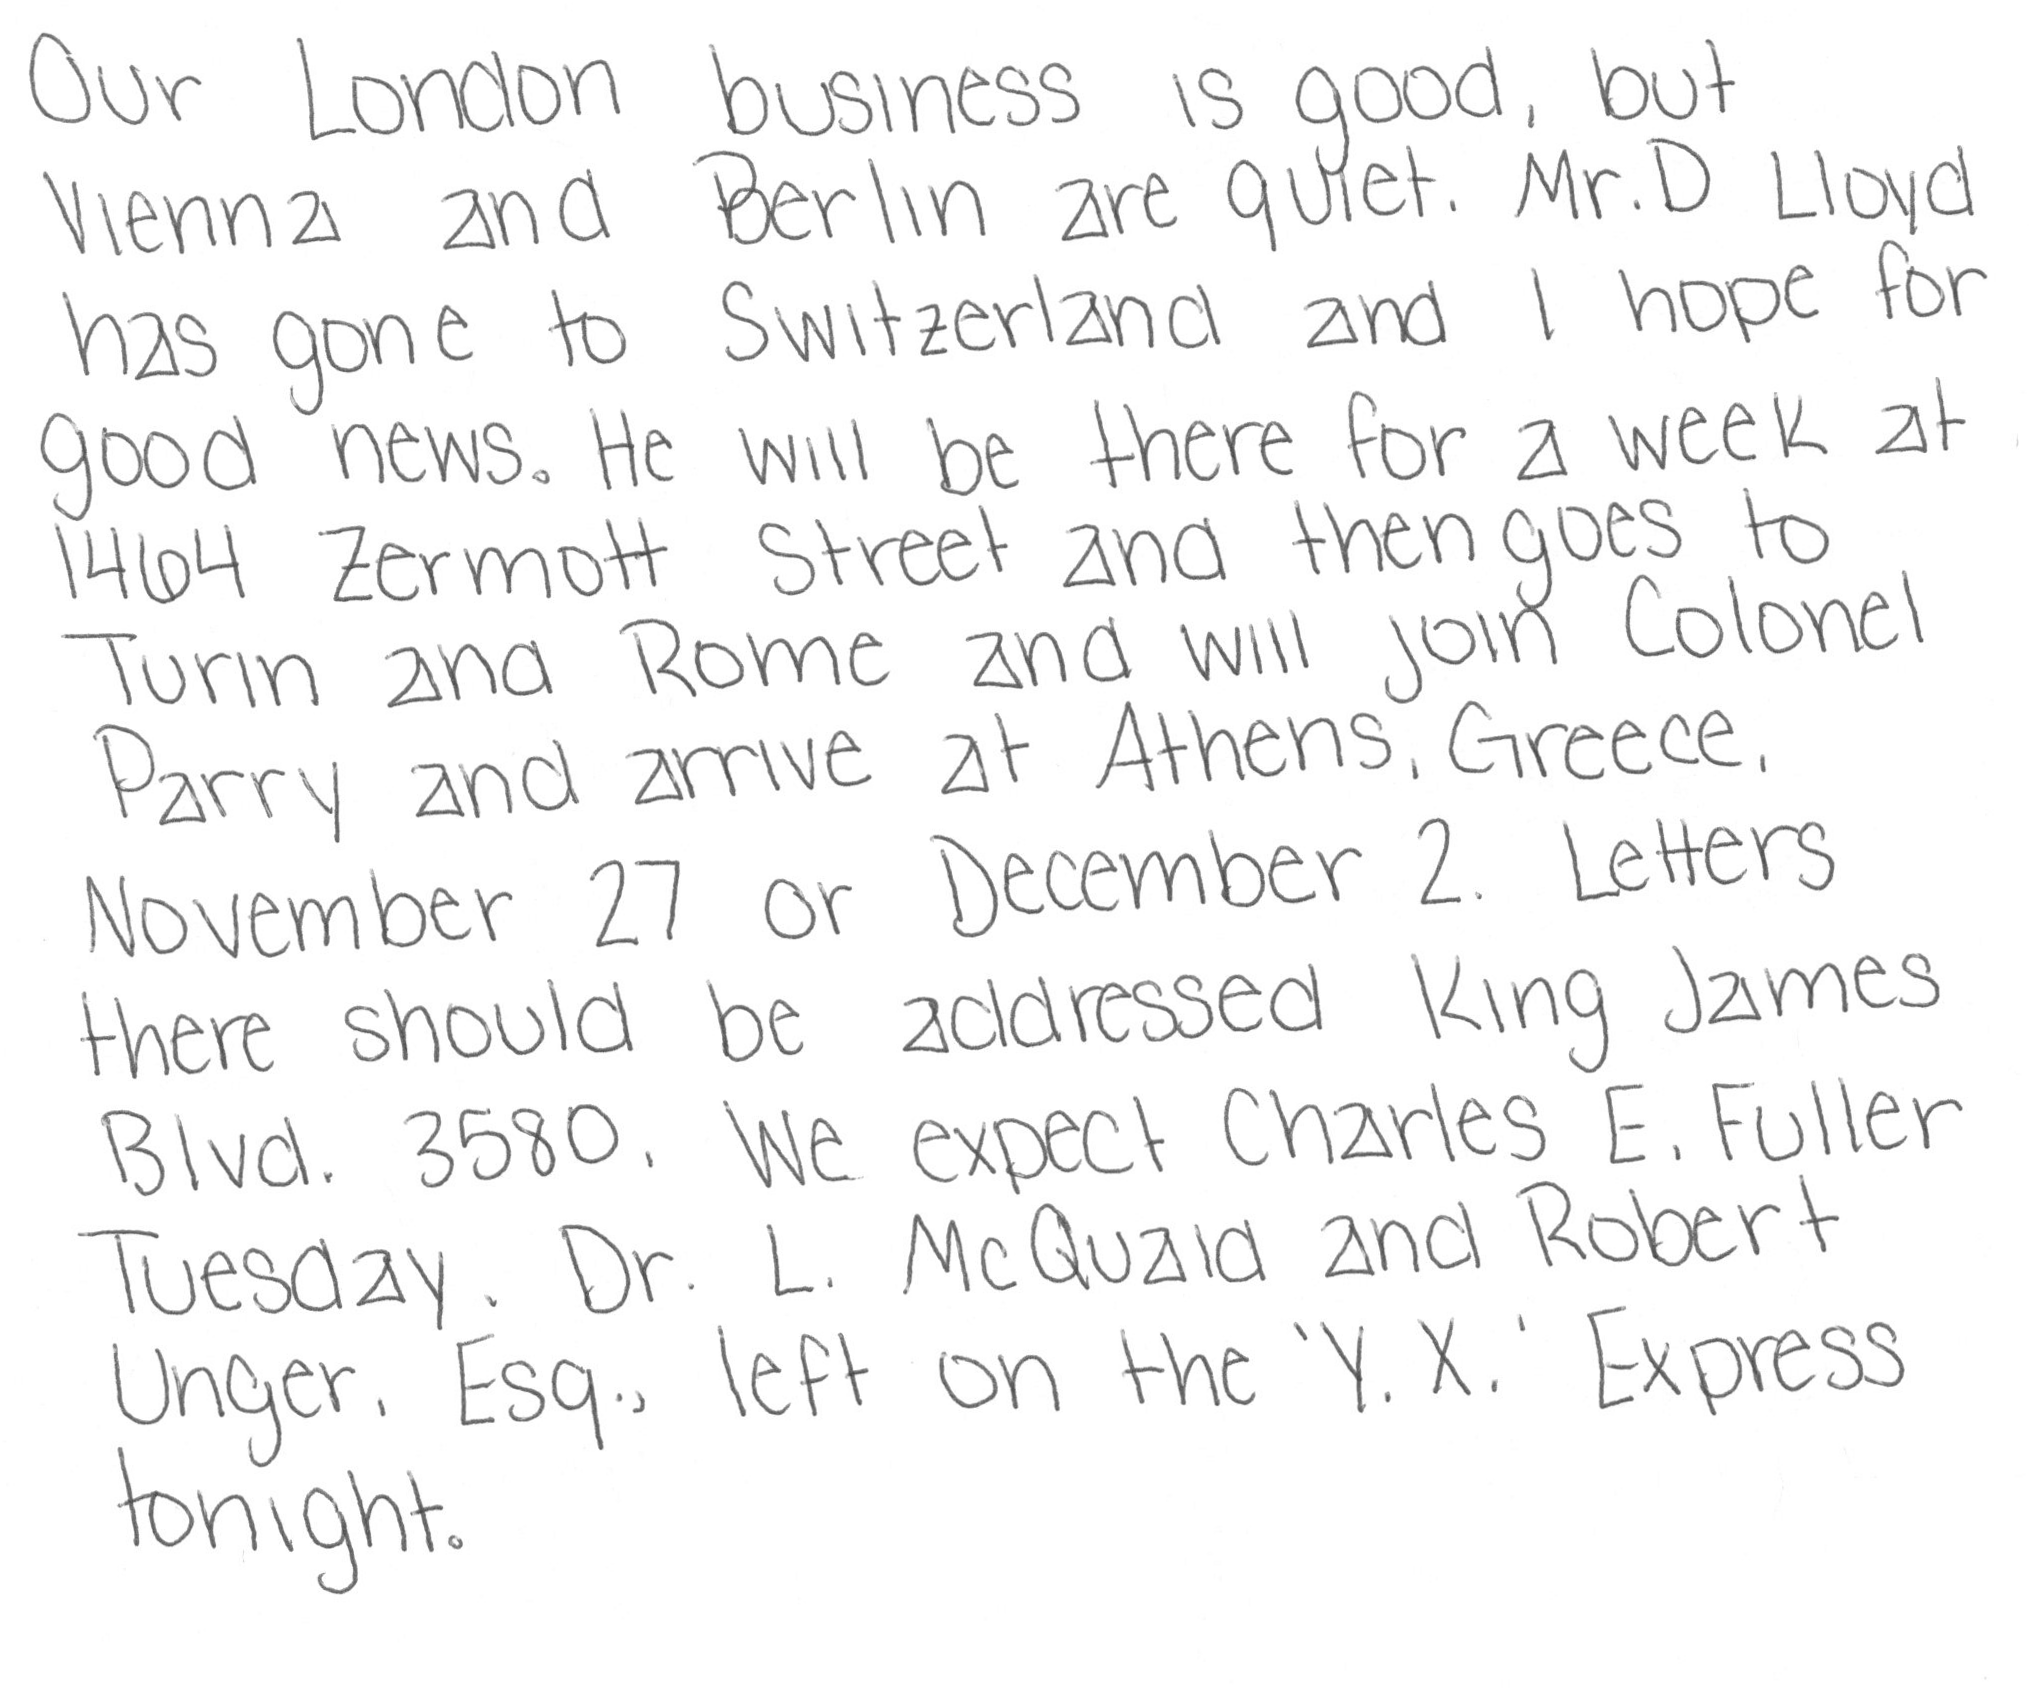 Our London business is good, but
Vienna and Berlin are quiet. Mr. D Lloyd
has gone to Switzerland and I hope for
good news. He will be there for a week at
1464 Zermott Street and then goes to
Turin and Rome and will join Colonel
Parry and arrive at Athens, Greece,
November 27 or December 2. Letters
there should be addressed King James
Blvd. 3580. We expect Charles E. Fuller
Tuesday. Dr. L. McQuaid and Robert
Unger, Esq., left on the 'Y. X.' Express
tonight.